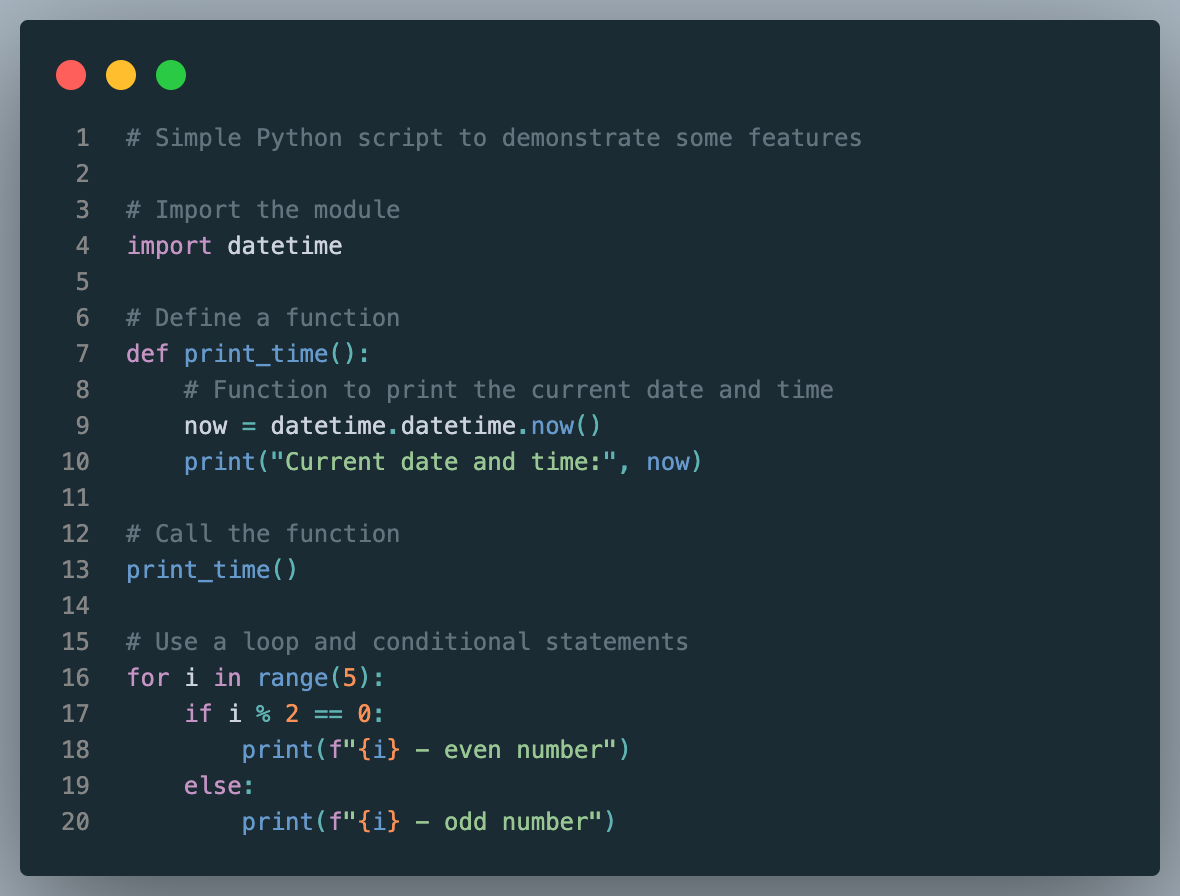 1 # Simple Python script to demonstrate some features
2
3 # Import the module
4 import datetime
5
6 # Define a function
7 def print_time():
8     # Function to print the current date and time
9     now = datetime.datetime.now()
10     print("Current date and time:", now)
11
12 # Call the function
13 print_time()
14
15 # Use a loop and conditional statements
16 for i in range(5):
17     if i % 2 == 0:
18         print(f"{i} – even number")
19     else:
20         print(f"{i} – odd number")